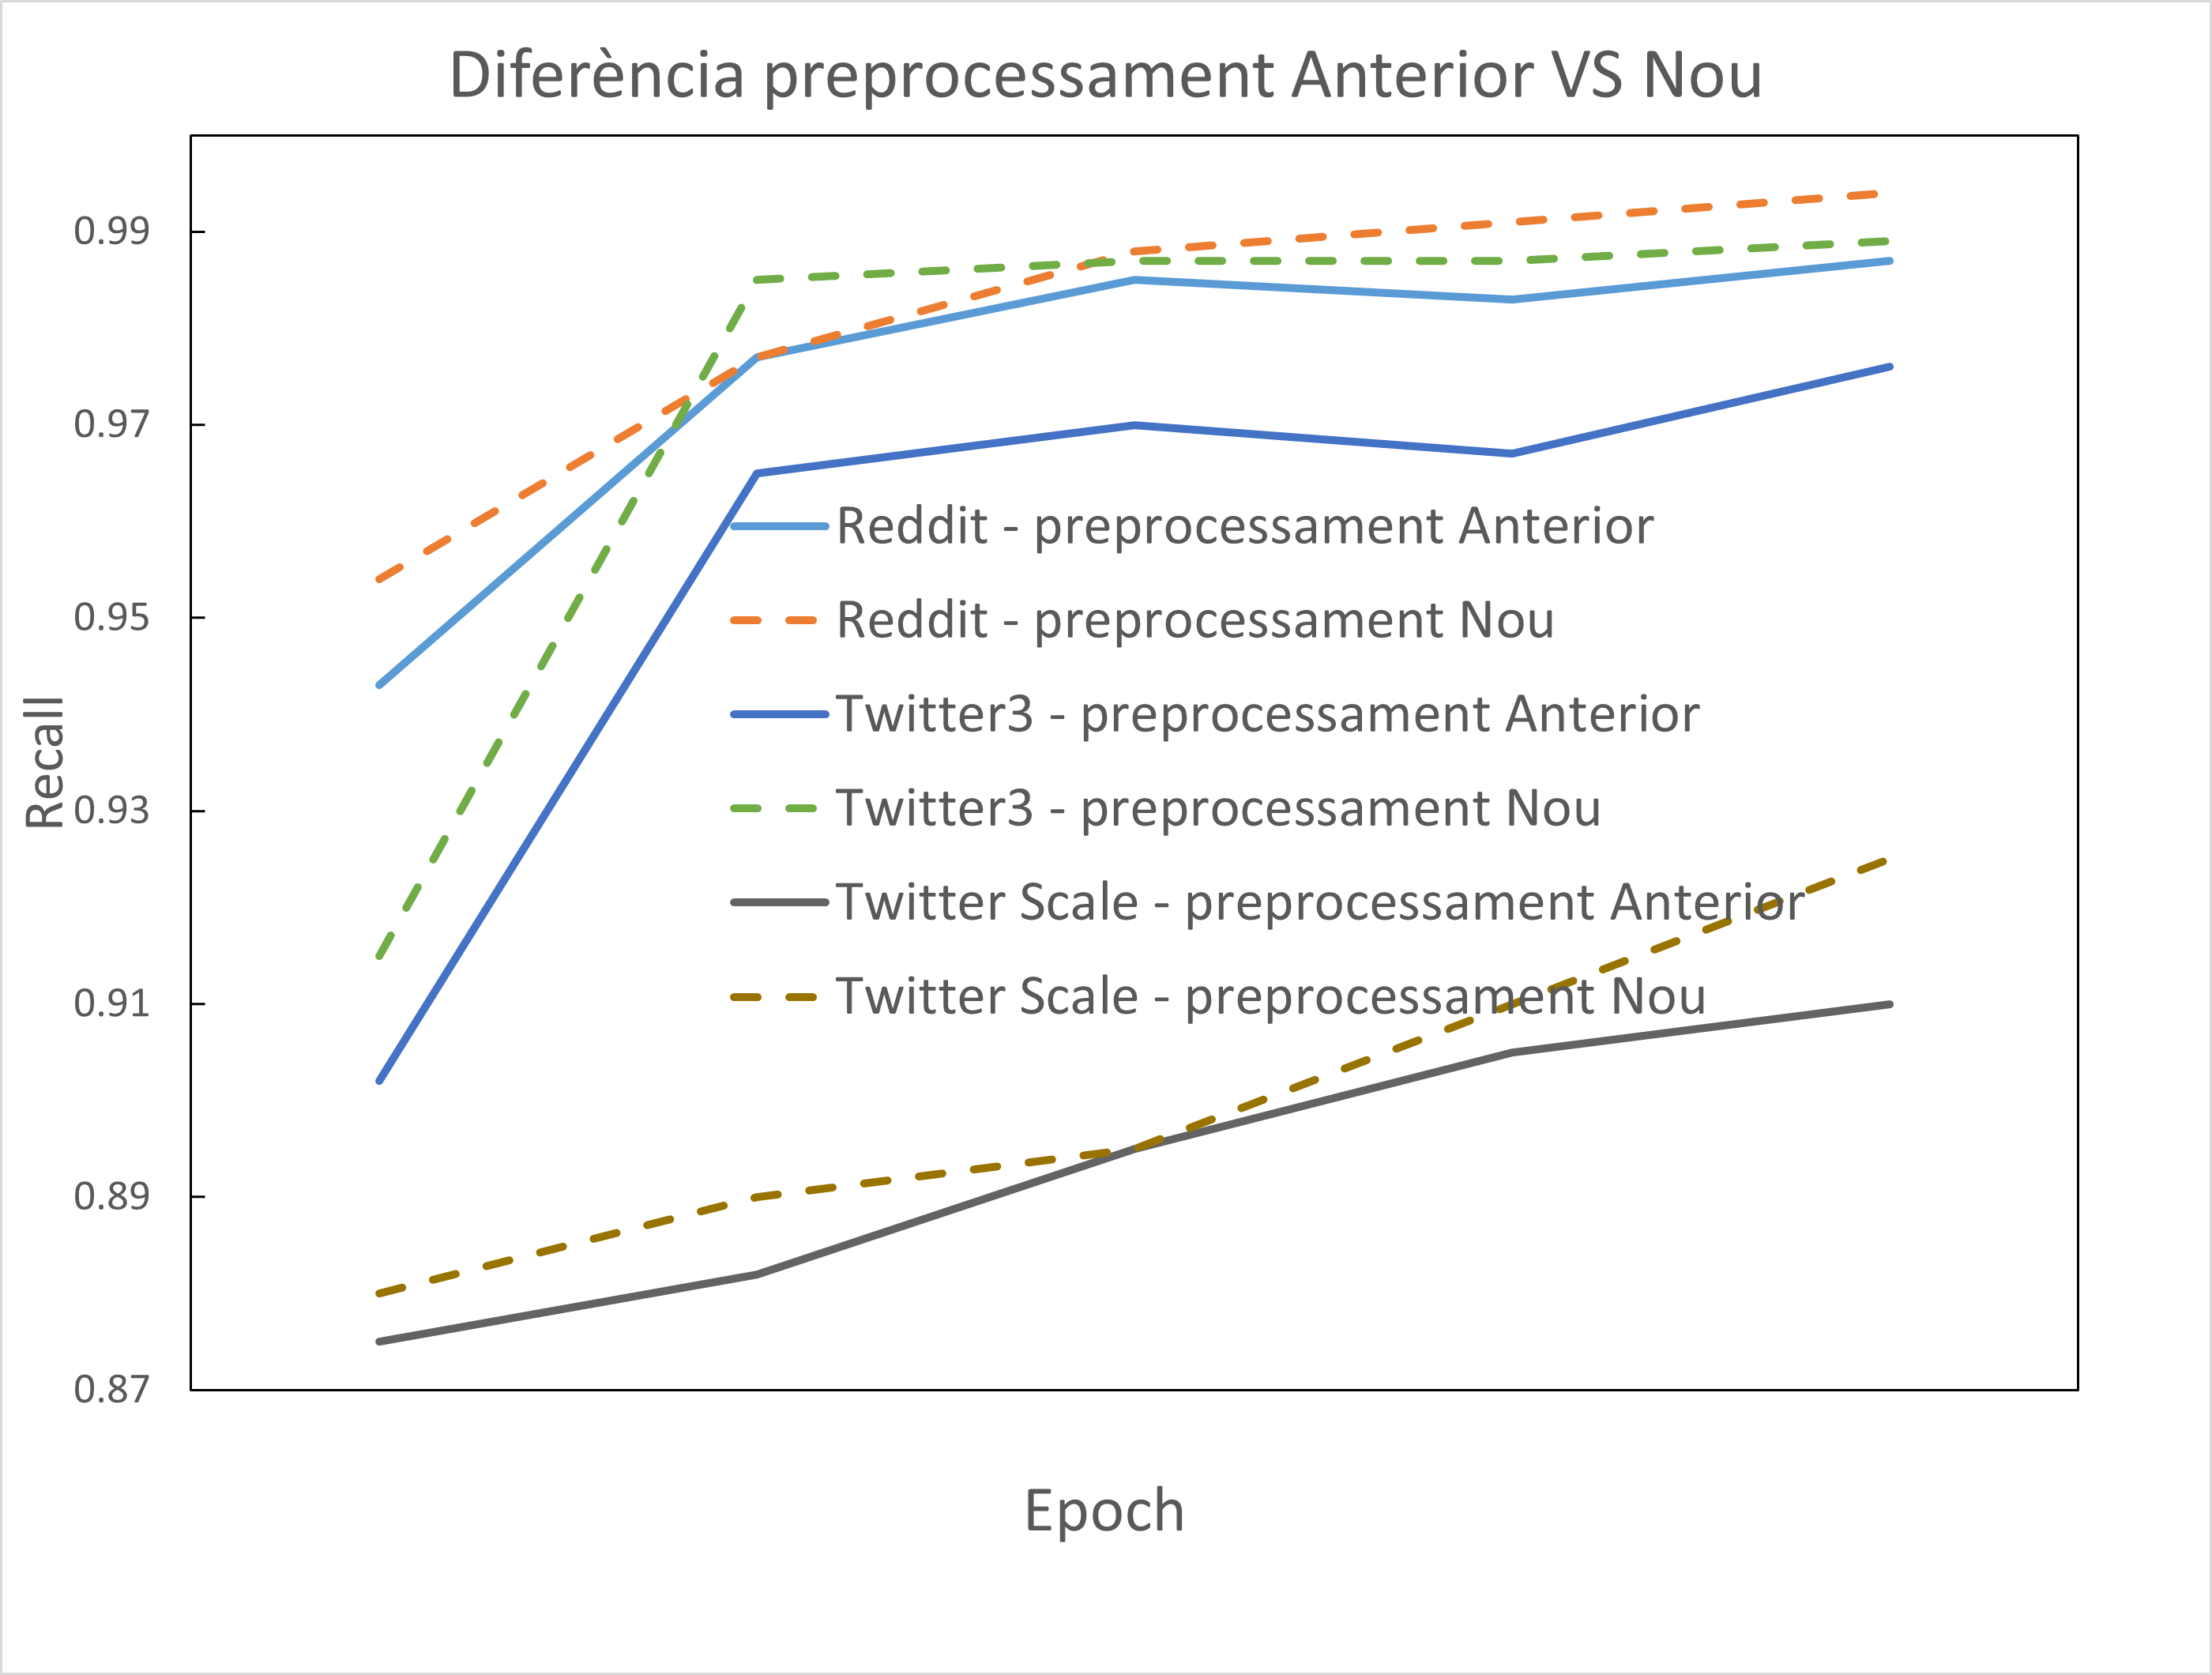 Diferència preprocessament Anterior VS Nou
0.99
0.97
0.95
0.93
0.91
0.89
0.87
Recalll
Reddit - preprocessament Anterior
Reddit - preprocessament Nou
Twitter3 - preprocessament Anterior
Twitter3 - preprocessament Nou
Twitter Scale - preprocessament Anterior
Twitter Scale - preprocessament Nou
Epoch